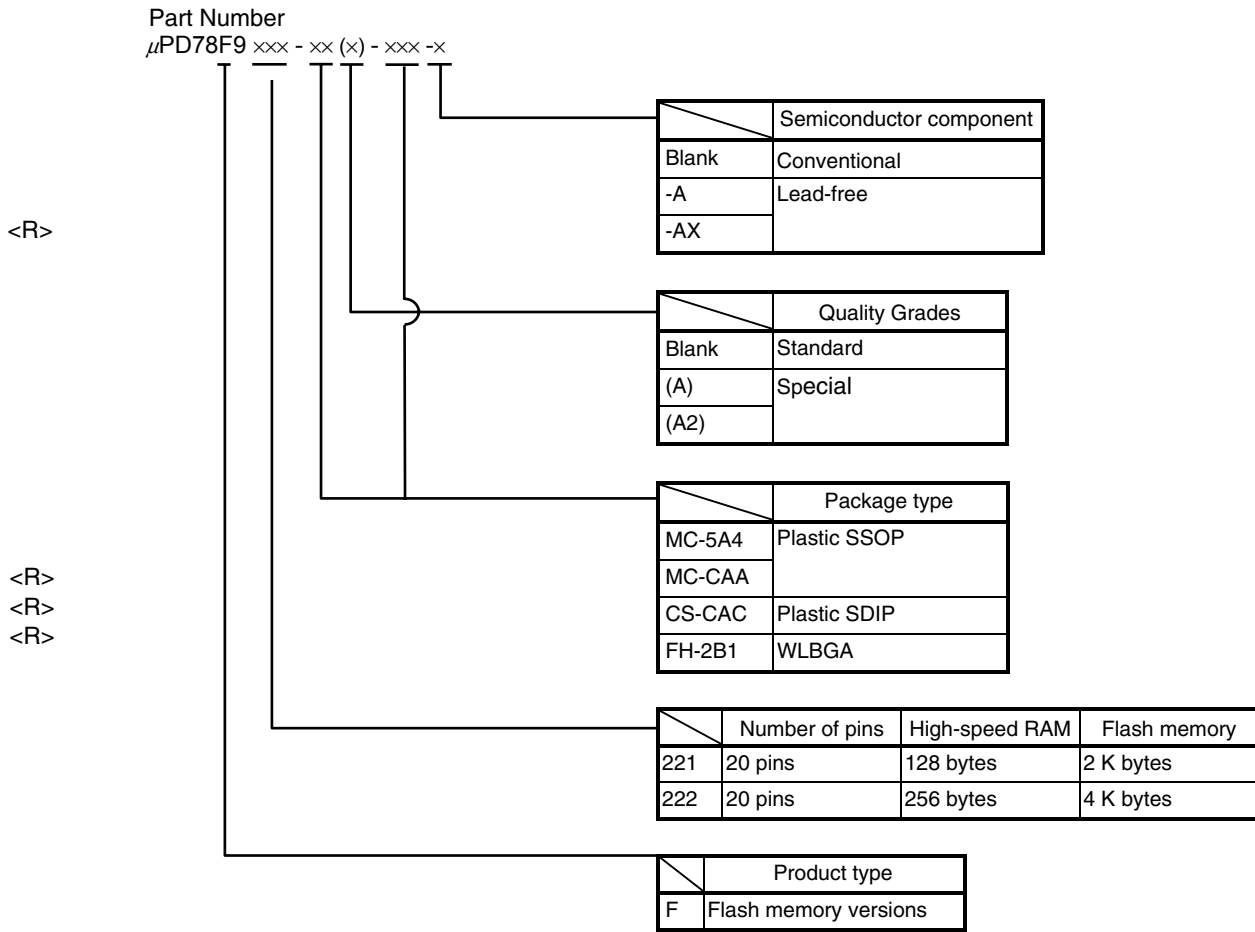 Part Number
μPD78F9 ××× - ×× (×) - ××× -×
Semiconductor component
Blank Conventional
-A Lead-free
<R> -AX
Quality Grades
Blank Standard
(A) Special
(A2)
Package type
MC-5A4 Plastic SSOP
<R> MC-CAA
<R> CS-CAC Plastic SDIP
<R> FH-2B1 WLBGA
Number of pins High-speed RAM Flash memory
221 20 pins 128 bytes 2 K bytes
222 20 pins 256 bytes 4 K bytes
Product type
F Flash memory versions